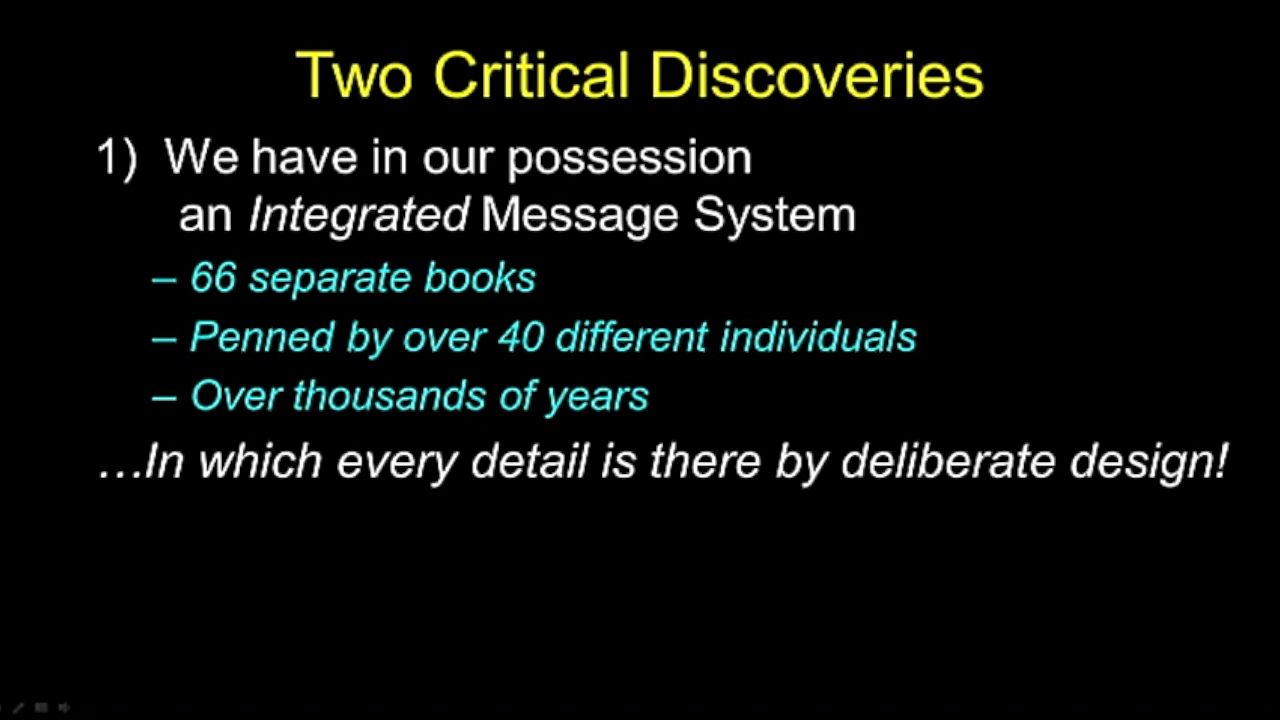 Two Critical Discoveries
1) We have in our possession
an Integrated Message System
– 66 separate books
– Penned by over 40 different individuals
– Over thousands of years
…In which every detail is there by deliberate design!